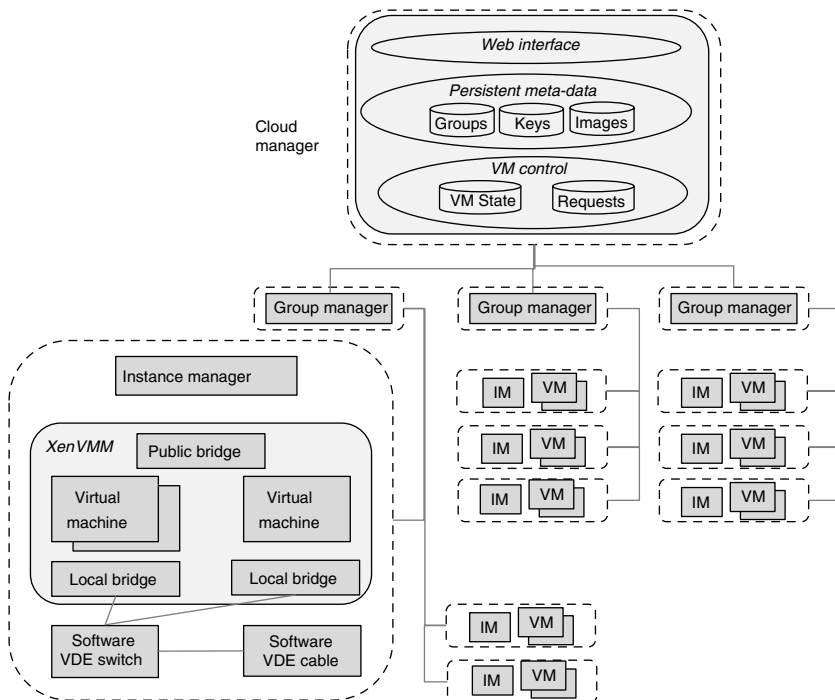 Web interface
Persistent meta-data
Groups
Keys
Images
Cloud
manager
VM control
VM State
Requests
Group manager
Group manager
Group manager
Instance manager
XenVMM
Public bridge
Virtual
machine
Virtual
machine
Local bridge
Local bridge
Software
VDE switch
Software
VDE cable
IM
VM
IM
VM
IM
VM
IM
VM
IM
VM
IM
VM
IM
VM
IM
VM